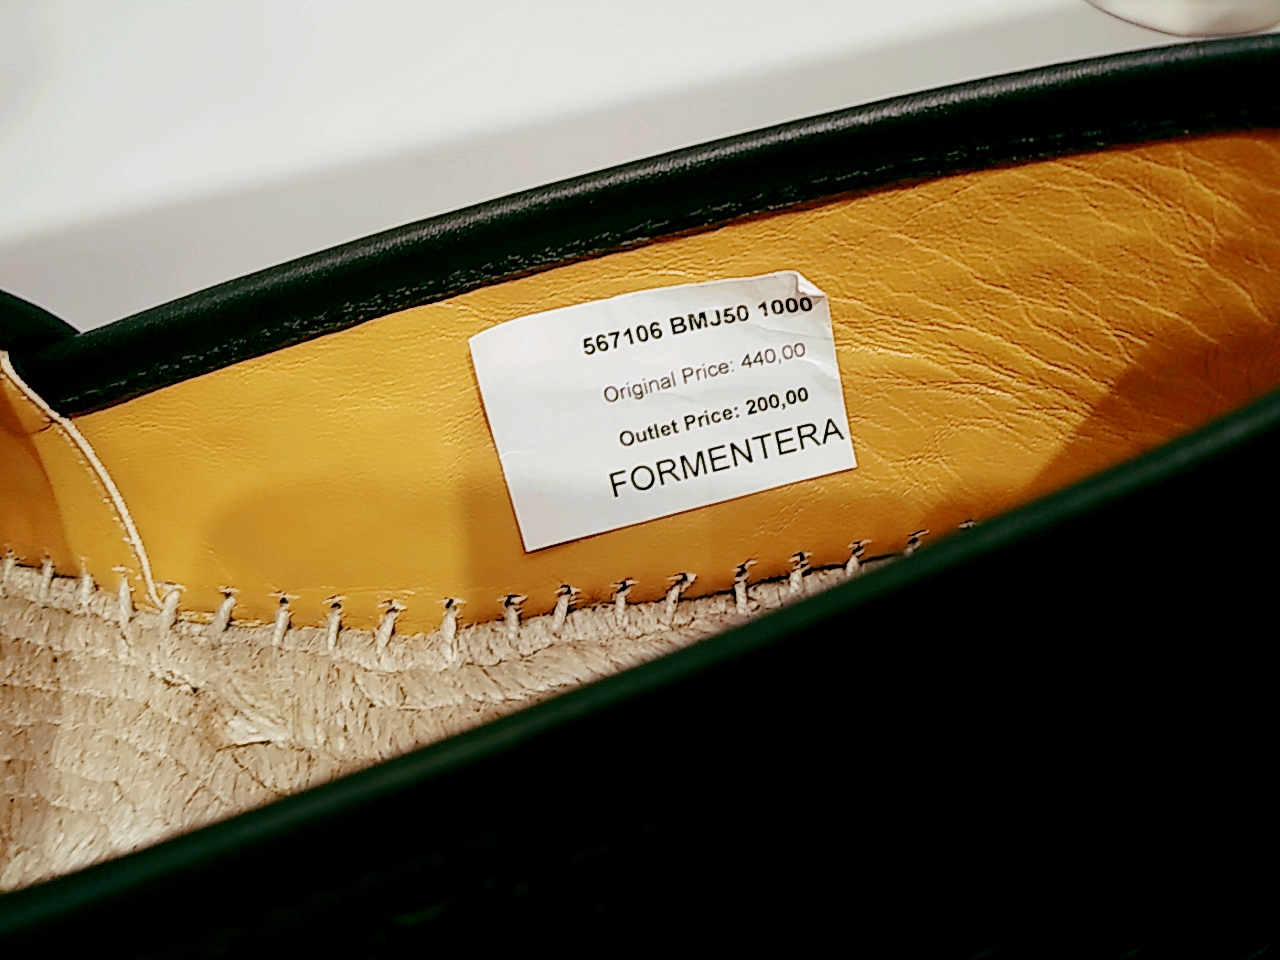 567106 BMJ50 1000
Original Price: 440,00
Outlet Price: 200,00
FORMENTERA